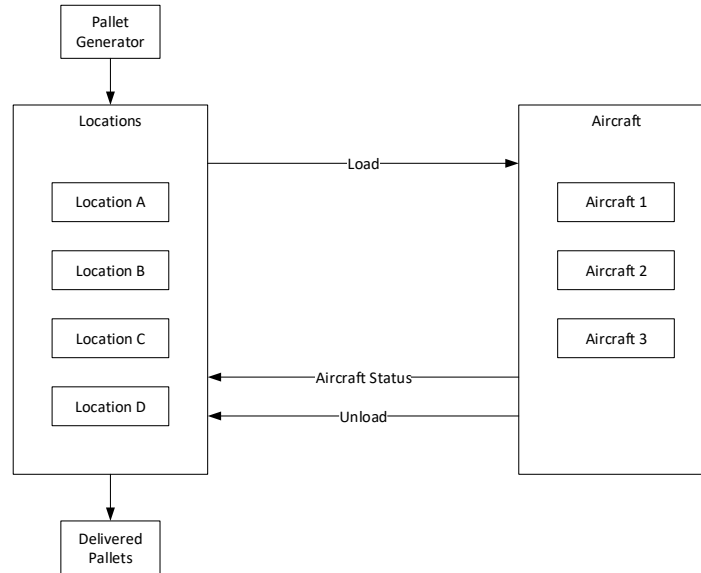 Pallet
Generator
Locations
Aircraft
Load
Location A
Aircraft 1
Location B
Aircraft 2
Location C
Aircraft 3
Aircraft Status
Location D
Unload
Delivered
Pallets